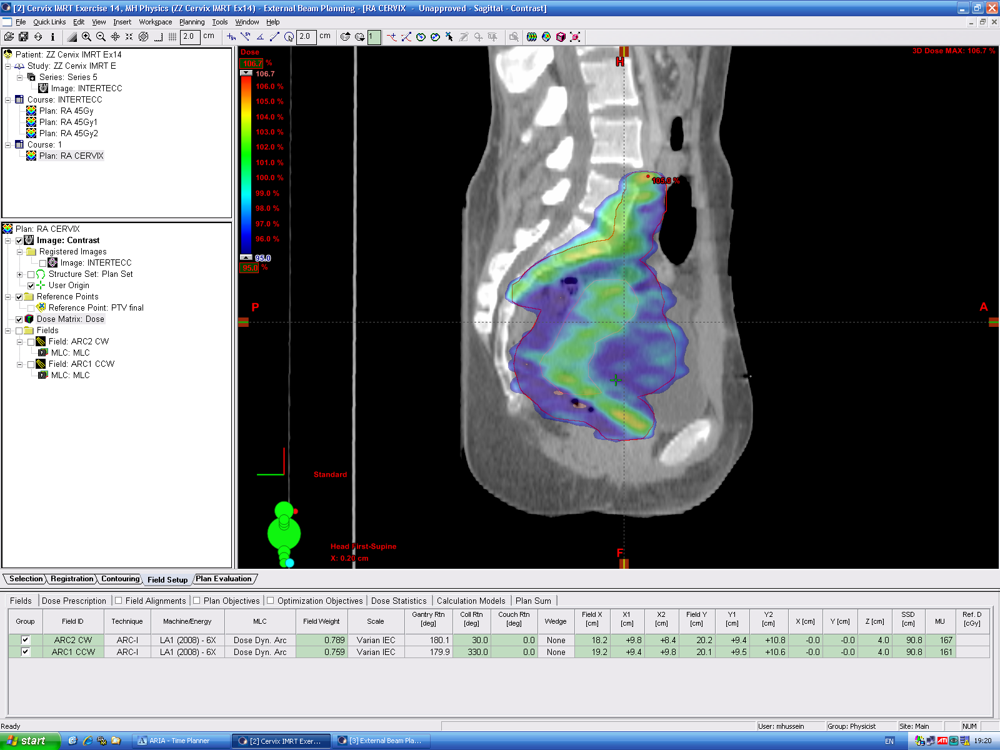 [2] Cervix IMRT Exercise 14, MH Physics (ZZ Cervix IMRT Ex14) - External Beam Planning - [RA CERVIX - Unapproved - Sagittal - Contrast]
File Quick Links Edit View Insert Workspace Planning Tools Window Help
2.0 cm 2.0 cm 1
Patient: ZZ Cervix IMRT Ex14
Study: ZZ Cervix IMRT E
Series: Series 5
Image: INTERTECC
Course: INTERTECC
Plan: RA 45Gy
Plan: RA 45Gy1
Plan: RA 45Gy2
Course: 1
Plan: RA CERVIX
Plan: RA CERVIX
Image: Contrast
Registered Images
Image: INTERTECC
Structure Set: Plan Set
User Origin
Reference Points
Reference Point: PTV final
Dose Matrix: Dose
Fields
Field: ARC2 CW
MLC: MLC
Field: ARC1 CCW
MLC: MLC
Dose
106.7 %
106.7
106.0 %
105.0 %
104.0 %
103.0 %
102.0 %
101.0 %
100.0 %
99.0 %
98.0 %
97.0 %
96.0 %
95.0
95.0 %
3D Dose MAX: 106.7 %
H
105.0 %
P
A
Standard
Head First-Supine
X: 0.20 cm
F
Selection Registration Contouring Field Setup Plan Evaluation
Fields Dose Prescription Field Alignments Plan Objectives Optimization Objectives Dose Statistics Calculation Models Plan Sum
Group Field ID Technique Machine/Energy MLC Field Weight Scale Gantry Rtn [deg] Coll Rtn [deg] Couch Rtn [deg] Wedge Field X [cm] X1 [cm] X2 [cm] Field Y [cm] Y1 [cm] Y2 [cm] X [cm] Y [cm] Z [cm] SSD [cm] MU Ref. D [cGy]
ARC2 CW ARC-I LA1 (2008) - 6X Dose Dyn. Arc 0.789 Varian IEC 180.1 30.0 0.0 None 18.2 +9.8 +8.4 20.2 +9.4 +10.8 -0.0 -0.0 4.0 90.8 167
ARC1 CCW ARC-I LA1 (2008) - 6X Dose Dyn. Arc 0.759 Varian IEC 179.9 330.0 0.0 None 19.2 +9.4 +9.8 20.1 +9.5 +10.6 -0.0 -0.0 4.0 90.8 161
Ready User: mhussein Group: Physicist Site: Main NUM
start ARIA - Time Planner [2] Cervix IMRT Exer... [3] External Beam Pla... EN ATI 19:20